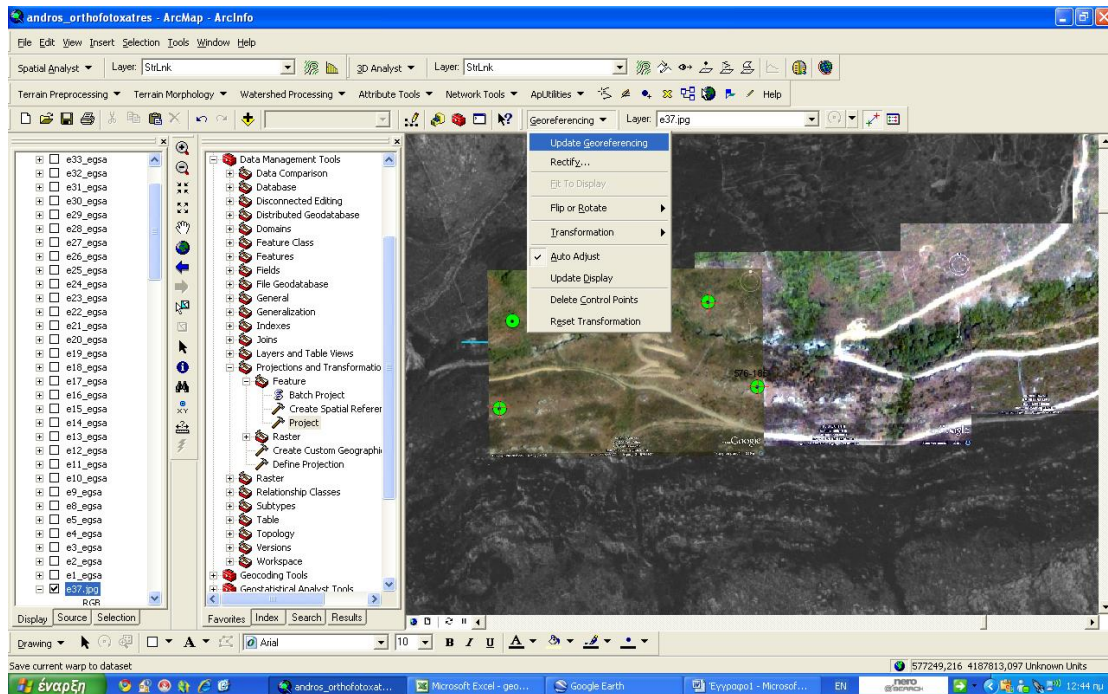 andros_orthofotoxatres - ArcMap - ArcInfo
File Edit View Insert Selection Tools Window Help
Spatial Analyst Layer: StrLnk 3D Analyst Layer: StrLnk
Terrain Preprocessing Terrain Morphology Watershed Processing Attribute Tools Network Tools ApUtilities Help
Georeferencing Layer: e37.jpg
Update Georeferencing
Rectify...
Fit To Display
Flip or Rotate
Transformation
Auto Adjust
Update Display
Delete Control Points
Reset Transformation
e33_egsa
e32_egsa
e31_egsa
e30_egsa
e29_egsa
e28_egsa
e27_egsa
e26_egsa
e25_egsa
e24_egsa
e23_egsa
e22_egsa
e21_egsa
e20_egsa
e19_egsa
e18_egsa
e17_egsa
e16_egsa
e15_egsa
e14_egsa
e13_egsa
e12_egsa
e11_egsa
e10_egsa
e9_egsa
e8_egsa
e5_egsa
e4_egsa
e3_egsa
e2_egsa
e1_egsa
e37.jpg
RGB
Display Source Selection
Data Management Tools
Data Comparison
Database
Disconnected Editing
Distributed Geodatabase
Domains
Feature Class
Features
Fields
File Geodatabase
General
Generalization
Indexes
Joins
Layers and Table Views
Projections and Transformatio
Feature
Batch Project
Create Spatial Referer
Project
Raster
Create Custom Geographi
Define Projection
Raster
Relationship Classes
Subtypes
Table
Topology
Versions
Workspace
Geocoding Tools
Geostatistical Analyst Tools
Favorites Index Search Results
Google
Drawing A Arial 10 B I U A
Save current warp to dataset
577249,216 4187813,097 Unknown Units
έναρξη
andros_orthofotoxat...
Microsoft Excel - geo...
Google Earth
Έγγραφο1 - Microsof...
EN
nero
SEARCH
12:44 πμ